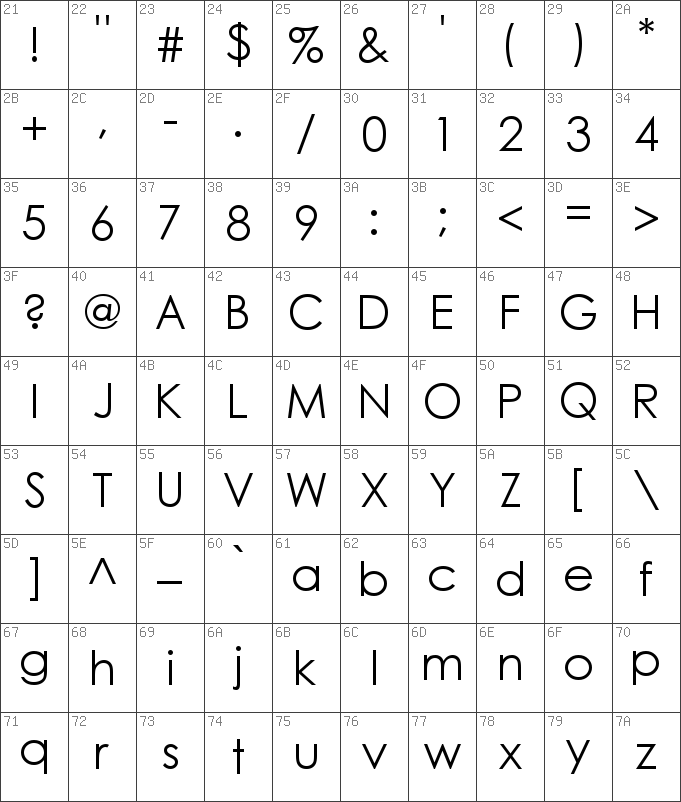 21 22 23 24 25 26 27 28 29 2A
! " # $ % & ' ( ) *
2B 2C 2D 2E 2F 30 31 32 33 34
+ , - . / 0 1 2 3 4
35 36 37 38 39 3A 3B 3C 3D 3E
5 6 7 8 9 : ; < = >
3F 40 41 42 43 44 45 46 47 48
? @ A B C D E F G H
49 4A 4B 4C 4D 4E 4F 50 51 52
I J K L M N O P Q R
53 54 55 56 57 58 59 5A 5B 5C
S T U V W X Y Z [ \
5D 5E 5F 60 61 62 63 64 65 66
] ^ _ ` a b c d e f
67 68 69 6A 6B 6C 6D 6E 6F 70
g h i j k l m n o p
71 72 73 74 75 76 77 78 79 7A
q r s t u v w x y z